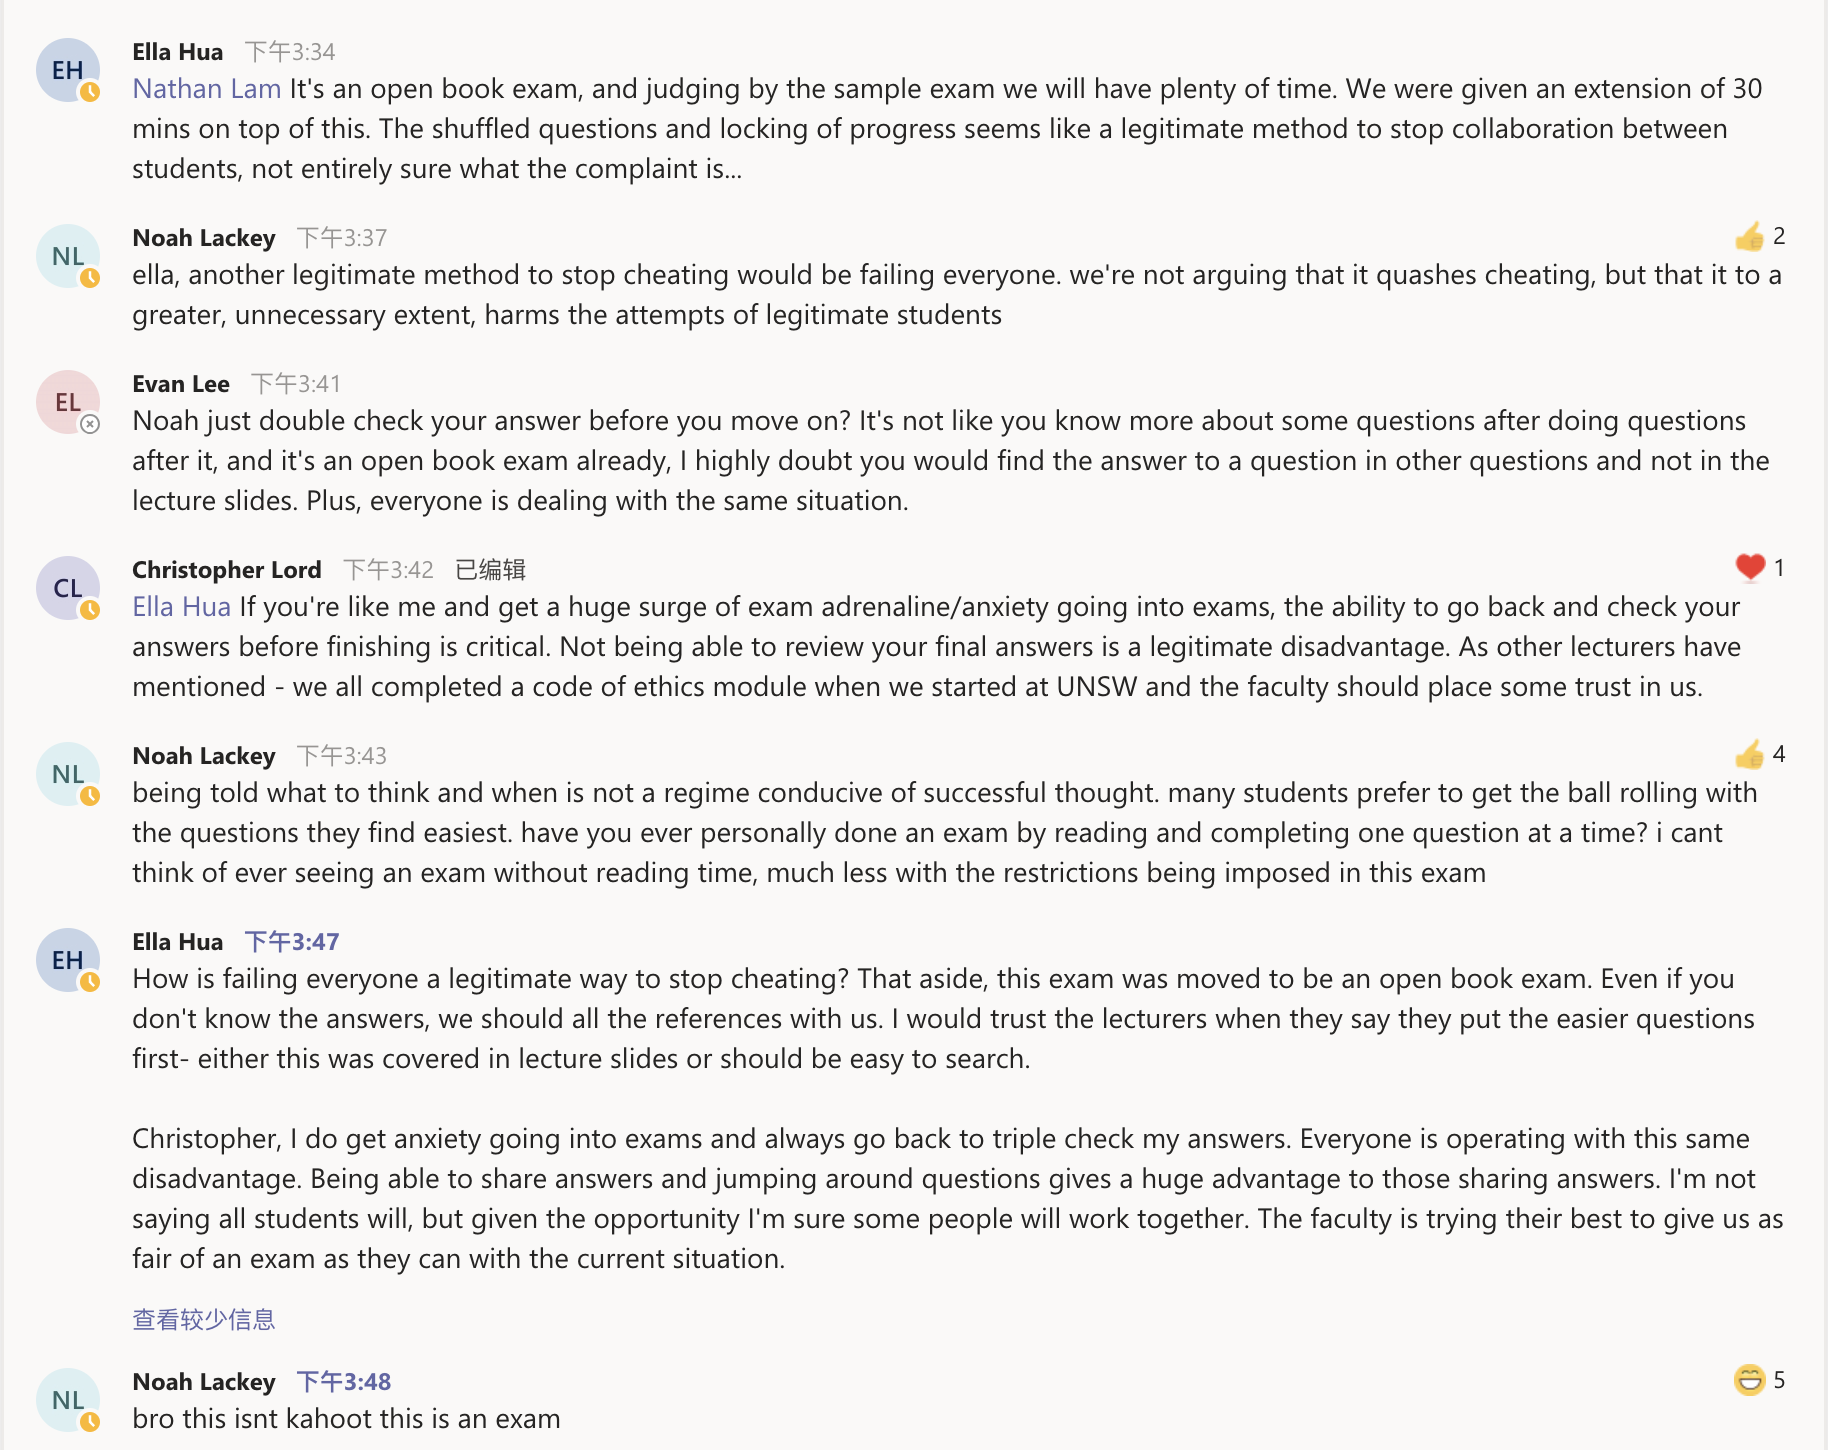 EH
Ella Hua 下午3:34
Nathan Lam It's an open book exam, and judging by the sample exam we will have plenty of time. We were given an extension of 30
mins on top of this. The shuffled questions and locking of progress seems like a legitimate method to stop collaboration between
students, not entirely sure what the complaint is...
NL
Noah Lackey 下午3:37
2
ella, another legitimate method to stop cheating would be failing everyone. we're not arguing that it quashes cheating, but that it to a
greater, unnecessary extent, harms the attempts of legitimate students
EL
Evan Lee 下午3:41
Noah just double check your answer before you move on? It's not like you know more about some questions after doing questions
after it, and it's an open book exam already, I highly doubt you would find the answer to a question in other questions and not in the
lecture slides. Plus, everyone is dealing with the same situation.
CL
Christopher Lord 下午3:42 已编辑
1
Ella Hua If you're like me and get a huge surge of exam adrenaline/anxiety going into exams, the ability to go back and check your
answers before finishing is critical. Not being able to review your final answers is a legitimate disadvantage. As other lecturers have
mentioned - we all completed a code of ethics module when we started at UNSW and the faculty should place some trust in us.
NL
Noah Lackey 下午3:43
4
being told what to think and when is not a regime conducive of successful thought. many students prefer to get the ball rolling with
the questions they find easiest. have you ever personally done an exam by reading and completing one question at a time? i cant
think of ever seeing an exam without reading time, much less with the restrictions being imposed in this exam
EH
Ella Hua 下午3:47
How is failing everyone a legitimate way to stop cheating? That aside, this exam was moved to be an open book exam. Even if you
don't know the answers, we should all the references with us. I would trust the lecturers when they say they put the easier questions
first- either this was covered in lecture slides or should be easy to search.
Christopher, I do get anxiety going into exams and always go back to triple check my answers. Everyone is operating with this same
disadvantage. Being able to share answers and jumping around questions gives a huge advantage to those sharing answers. I'm not
saying all students will, but given the opportunity I'm sure some people will work together. The faculty is trying their best to give us as
fair of an exam as they can with the current situation.
查看较少信息
NL
Noah Lackey 下午3:48
5
bro this isnt kahoot this is an exam